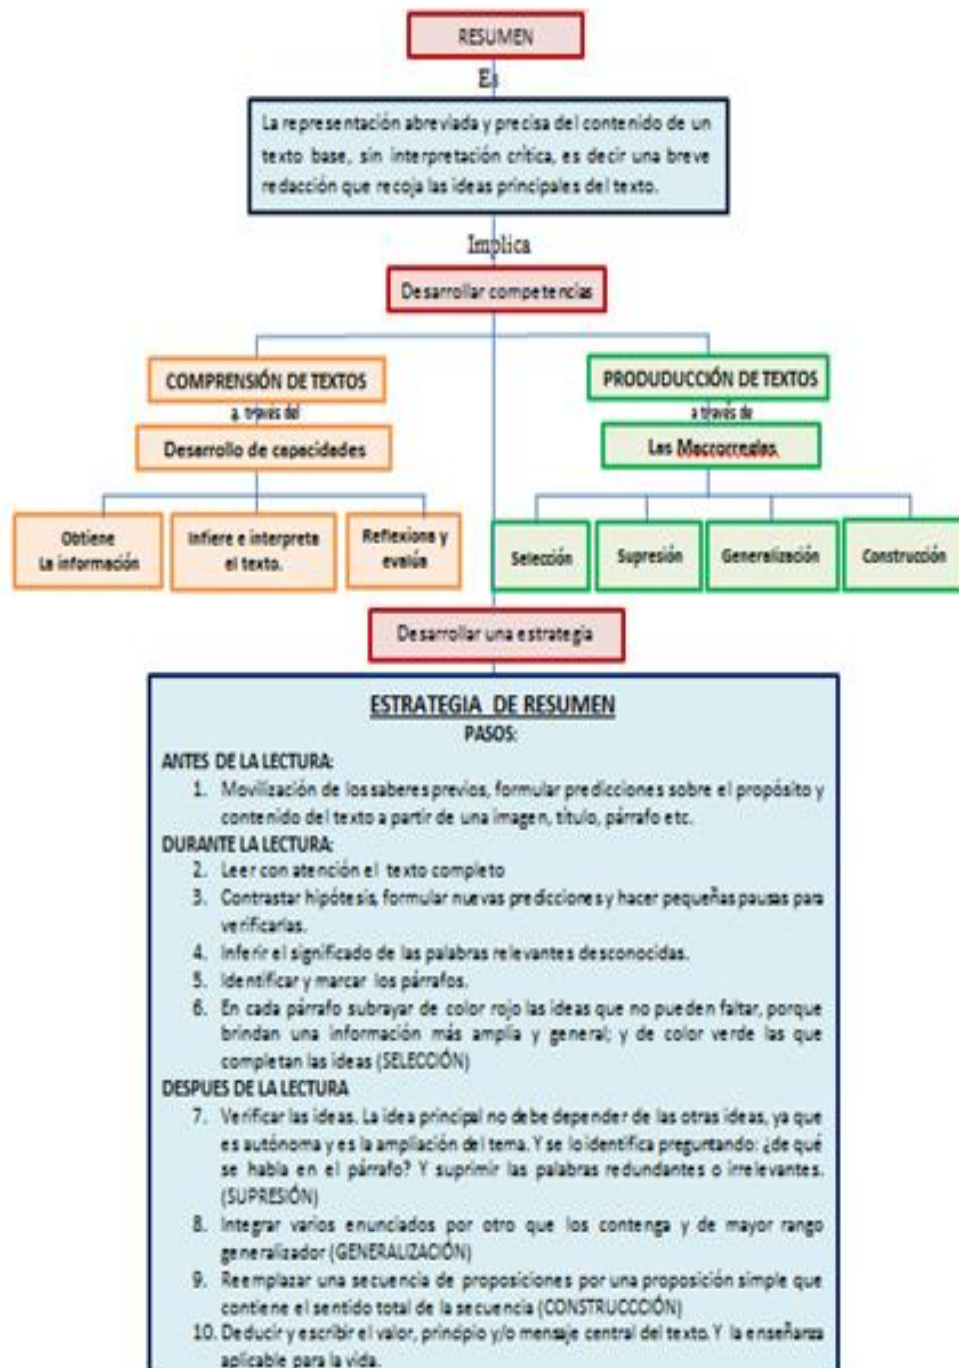 RESUMEN
Es
La representación abreviada y precisa del contenido de un
texto base, sin interpretación crítica, es decir una breve
redacción que recoja las ideas principales del texto.
Implica
Desarrollar competencias
COMPRENSIÓN DE TEXTOS
a través del
Desarrollo de capacidades
Obtiene
La información
Infiere e interpreta
el texto.
Reflexiona y
evalúa
PRODUDUCCIÓN DE TEXTOS
a través de
Las Macrorreglas.
Selección
Supresión
Generalización
Construcción
Desarrollar una estrategia
ESTRATEGIA DE RESUMEN
PASOS:
ANTES DE LA LECTURA:
1. Movilización de los saberes previos, formular predicciones sobre el propósito y
contenido del texto a partir de una imagen, título, párrafo etc.
DURANTE LA LECTURA:
2. Leer con atención el texto completo
3. Contrastar hipótesis, formular nuevas predicciones y hacer pequeñas pausas para
verificarlas.
4. Inferir el significado de las palabras relevantes desconocidas.
5. Identificar y marcar los párrafos.
6. En cada párrafo subrayar de color rojo las ideas que no pueden faltar, porque
brindan una información más amplia y general; y de color verde las que
completan las ideas (SELECCIÓN)
DESPUES DE LA LECTURA
7. Verificar las ideas. La idea principal no debe depender de las otras ideas, ya que
es autónoma y es la ampliación del tema. Y se lo identifica preguntando: ¿de qué
se habla en el párrafo? Y suprimir las palabras redundantes o irrelevantes.
(SUPRESIÓN)
8. Integrar varios enunciados por otro que los contenga y de mayor rango
generalizador (GENERALIZACIÓN)
9. Reemplazar una secuencia de proposiciones por una proposición simple que
contiene el sentido total de la secuencia (CONSTRUCCCIÓN)
10. Deducir y escribir el valor, principio y/o mensaje central del texto. Y la enseñanza
aplicable para la vida.